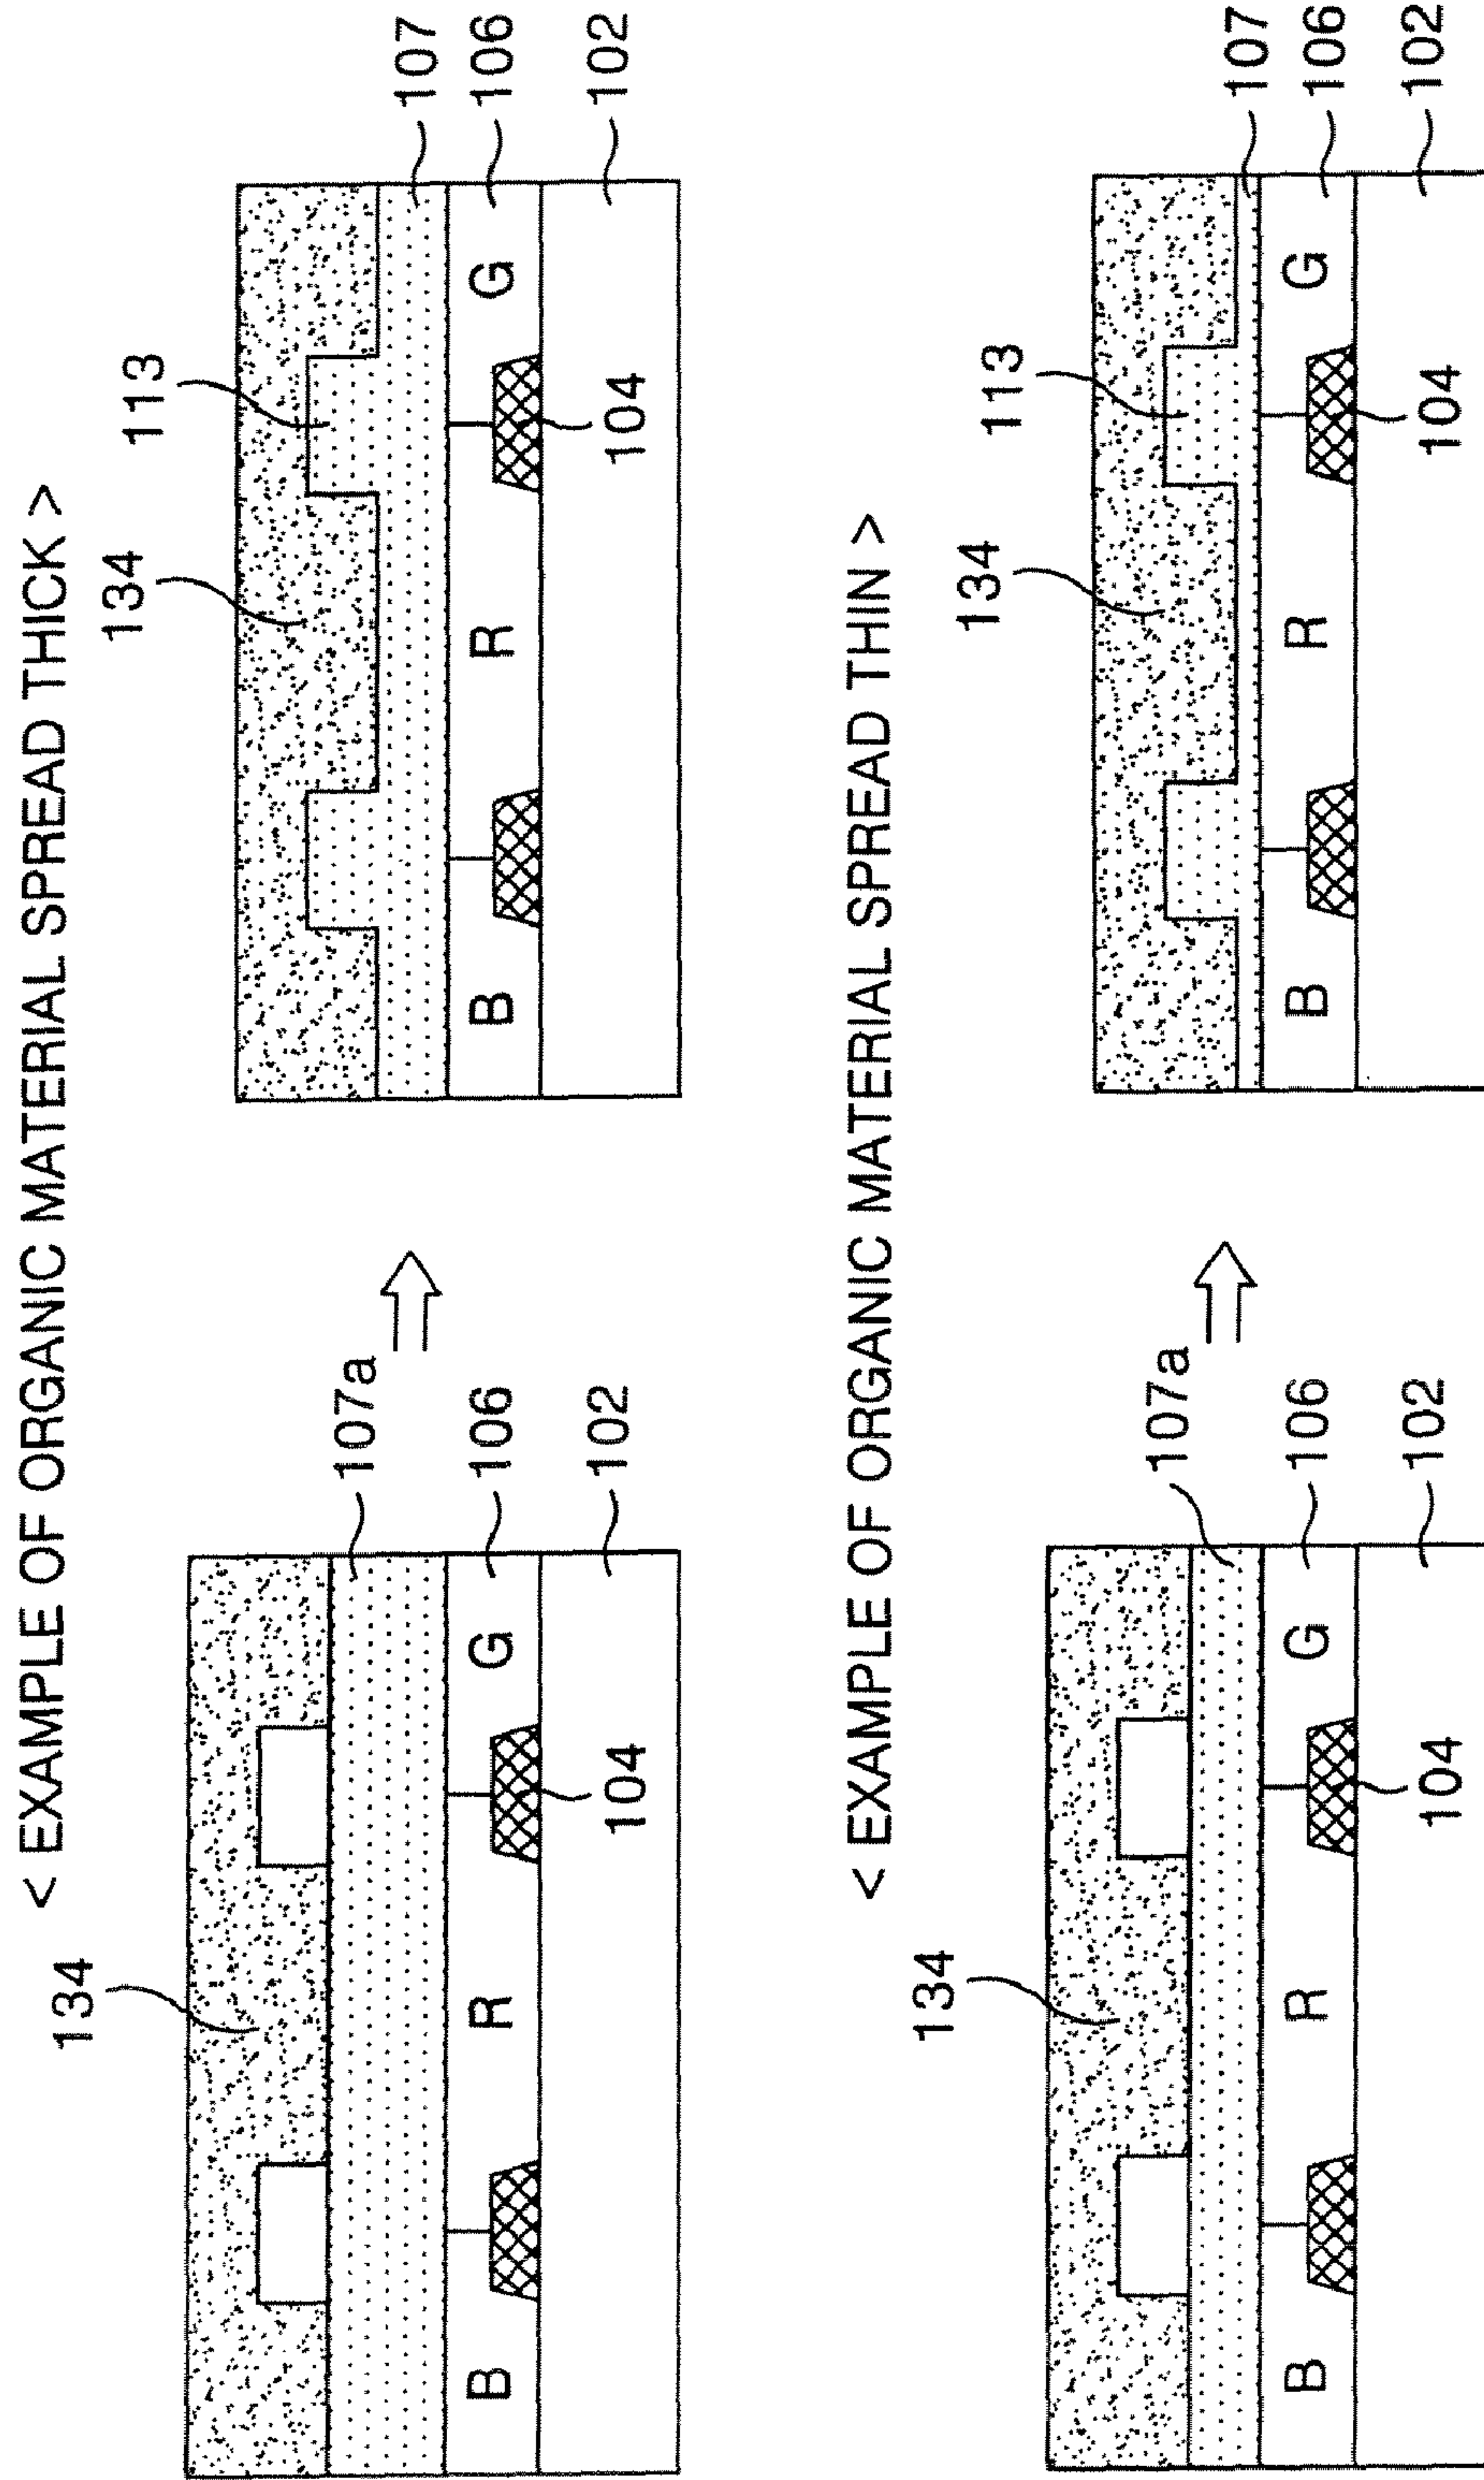 < EXAMPLE OF ORGANIC MATERIAL SPREAD THICK >
134
107a
B R G 106
104 102
134 113
107
B R G 106
104 102
< EXAMPLE OF ORGANIC MATERIAL SPREAD THIN >
134
107a
B R G 106
104 102
134 113
107
B R G 106
104 102